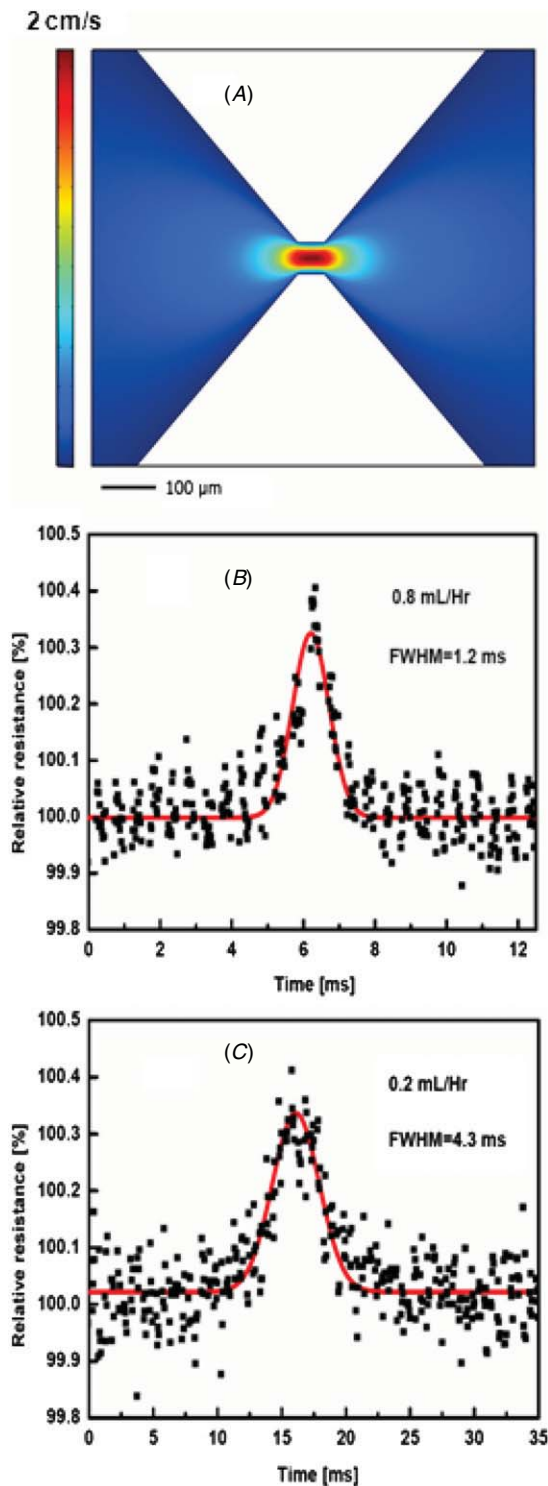 2 cm/s
(A)
100 µm
(B)
0.8 mL/Hr
FWHM=1.2 ms
Relative resistance [%]
100.5
100.4
100.3
100.2
100.1
100.0
99.9
99.8
0 2 4 6 8 10 12
Time [ms]
(C)
0.2 mL/Hr
FWHM=4.3 ms
Relative resistance [%]
100.5
100.4
100.3
100.2
100.1
100.0
99.9
99.8
0 5 10 15 20 25 30 35
Time [ms]